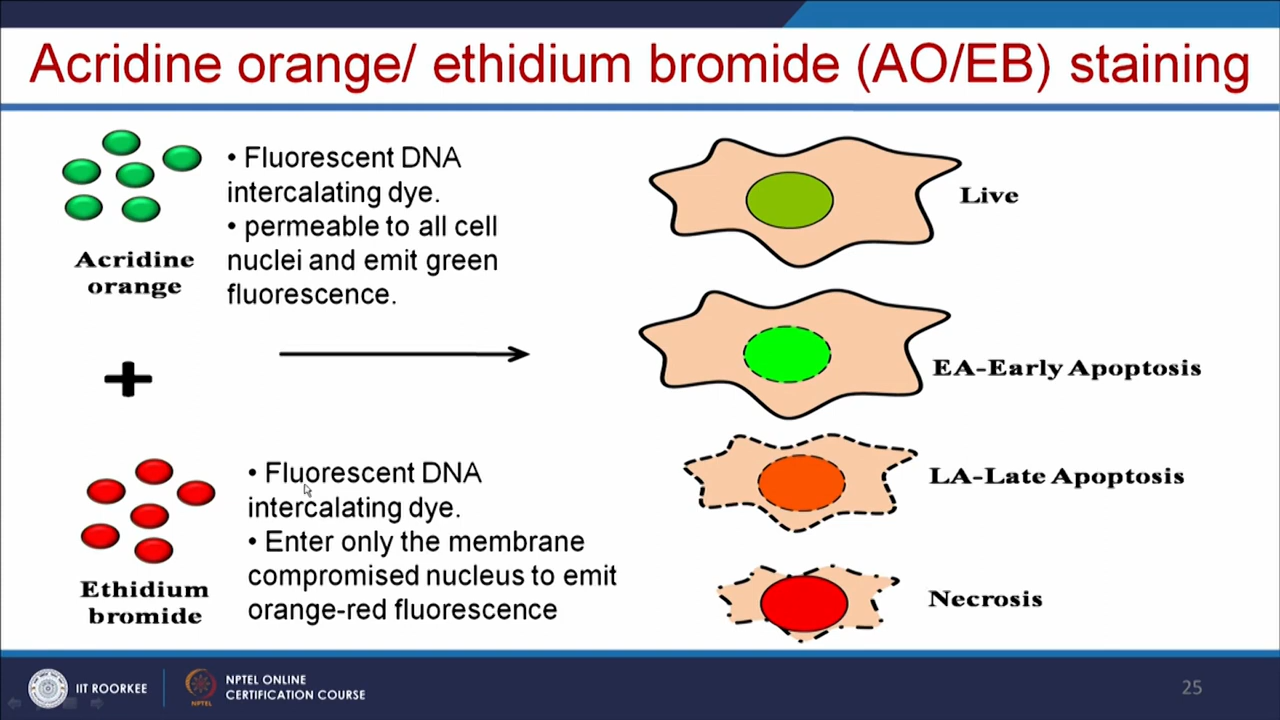 Acridine orange/ ethidium bromide (AO/EB) staining
• Fluorescent DNA
intercalating dye.
• permeable to all cell
nuclei and emit green
fluorescence.
Acridine
orange
+
• Fluorescent DNA
intercalating dye.
• Enter only the membrane
compromised nucleus to emit
orange-red fluorescence
Ethidium
bromide
Live
EA-Early Apoptosis
LA-Late Apoptosis
Necrosis
IIT ROORKEE
NPTEL
NPTEL ONLINE
CERTIFICATION COURSE
25